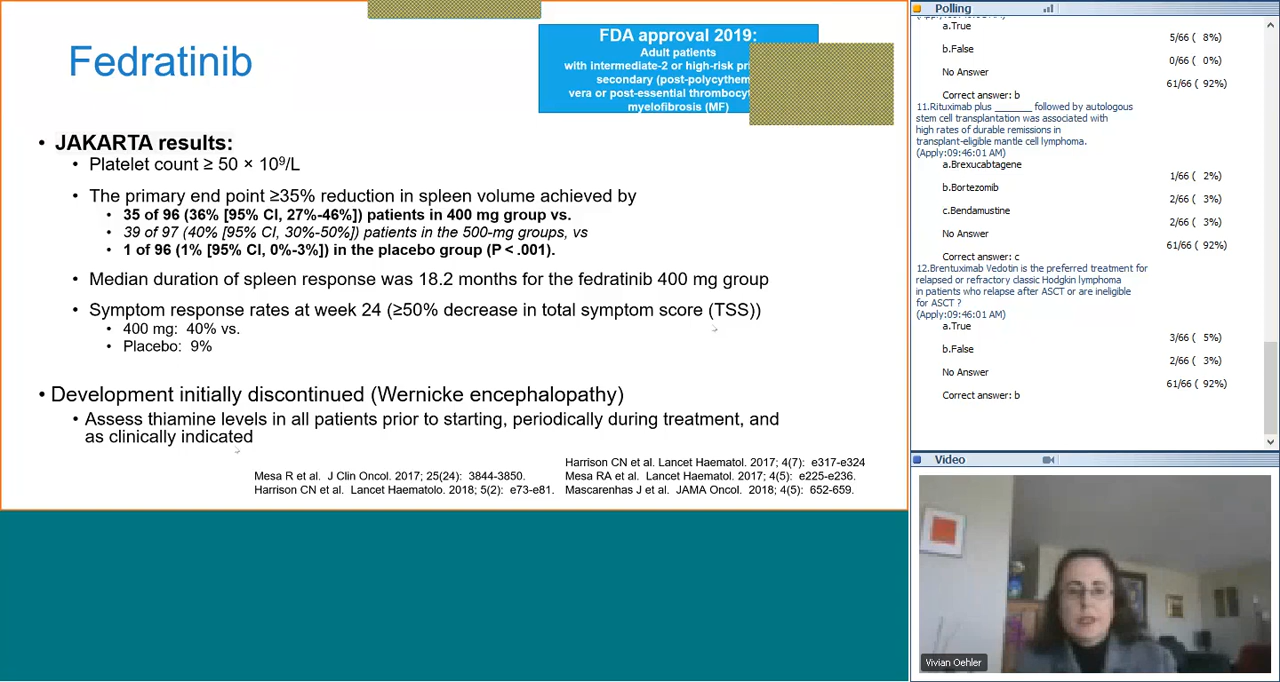 Fedratinib
FDA approval 2019:
Adult patients
with intermediate-2 or high-risk
secondary
vera or post-essential
myelofibrosis (MF)
• JAKARTA results:
• Platelet count ≥ 50 × 10⁹/L
• The primary end point ≥35% reduction in spleen volume achieved by
• 35 of 96 (36% [95% CI, 27%-46%]) patients in 400 mg group vs.
• 39 of 97 (40% [95% CI, 30%-50%]) patients in the 500-mg groups, vs
• 1 of 96 (1% [95% CI, 0%-3%]) in the placebo group (P < .001).
• Median duration of spleen response was 18.2 months for the fedratinib 400 mg group
• Symptom response rates at week 24 (≥50% decrease in total symptom score (TSS))
• 400 mg: 40% vs.
• Placebo: 9%
• Development initially discontinued (Wernicke encephalopathy)
• Assess thiamine levels in all patients prior to starting, periodically during treatment, and
as clinically indicated
Mesa R et al. J Clin Oncol. 2017; 25(24): 3844-3850.
Harrison CN et al. Lancet Haematolo. 2018; 5(2): e73-e81.
Harrison CN et al. Lancet Haematol. 2017; 4(7): e317-e324
Mesa RA et al. Lancet Haematol. 2017; 4(5): e225-e236.
Mascarenhas J et al. JAMA Oncol. 2018; 4(5): 652-659.
Polling
a.True
5/66 ( 8%)
b.False
0/66 ( 0%)
No Answer
61/66 ( 92%)
Correct answer: b
11.Rituximab plus _______ followed by autologous
stem cell transplantation was associated with
high rates of durable remissions in
transplant-eligible mantle cell lymphoma.
(Apply:09:46:01 AM)
a.Brexucabtagene
1/66 ( 2%)
b.Bortezomib
2/66 ( 3%)
c.Bendamustine
2/66 ( 3%)
No Answer
61/66 ( 92%)
Correct answer: c
12.Brentuximab Vedotin is the preferred treatment for
relapsed or refractory classic Hodgkin lymphoma
in patients who relapse after ASCT or are ineligible
for ASCT ?
(Apply:09:46:01 AM)
a.True
3/66 ( 5%)
b.False
2/66 ( 3%)
No Answer
61/66 ( 92%)
Correct answer: b
Video
Vivian Oehler